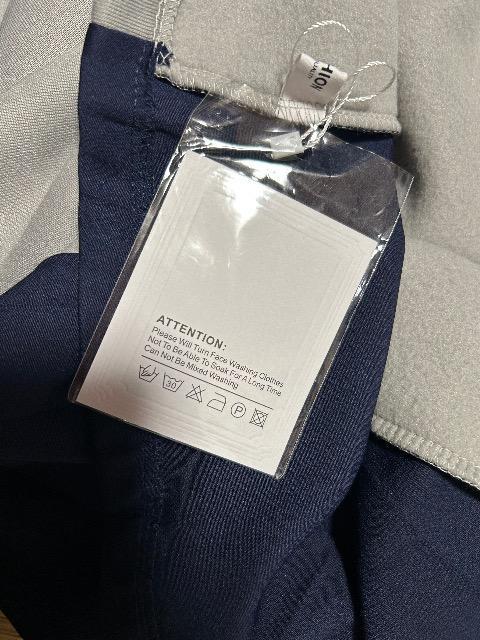 HION
ATTENTION:
Please Will Turn Face Washing Clothes
Not To Be Able To Soak For A Long Time
Can Not Be Mixed Washing
30°
P